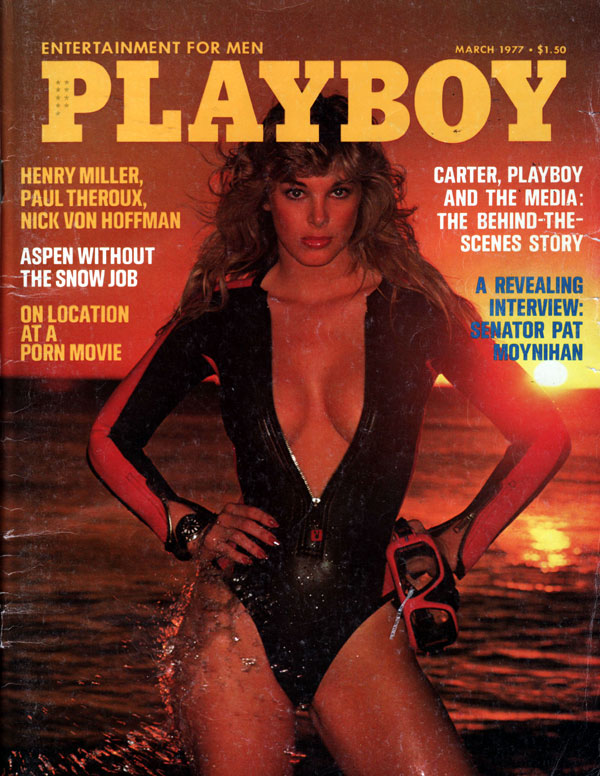 ENTERTAINMENT FOR MEN
MARCH 1977 • $1.50
PLAYBOY
HENRY MILLER,
PAUL THEROUX,
NICK VON HOFFMAN
ASPEN WITHOUT
THE SNOW JOB
ON LOCATION
AT A
PORN MOVIE
CARTER, PLAYBOY
AND THE MEDIA:
THE BEHIND-THE-
SCENES STORY
A REVEALING
INTERVIEW:
SENATOR PAT
MOYNIHAN